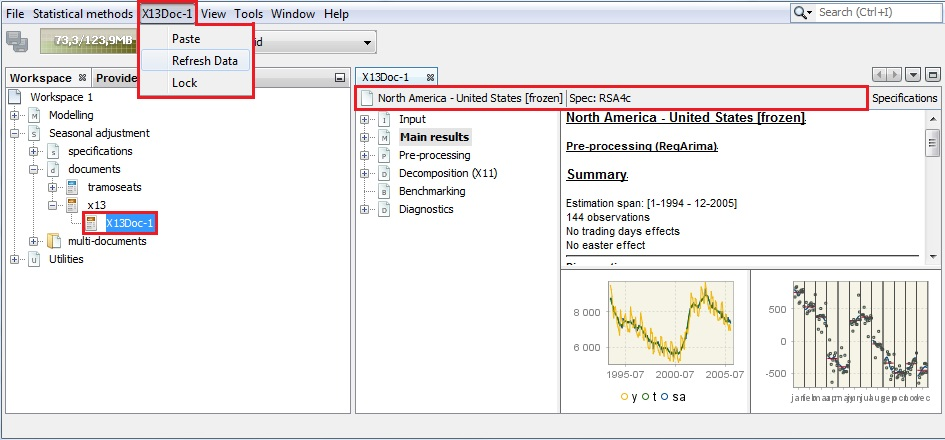 File Statistical methods X13Doc-1 View Tools Window Help Search (Ctrl+I)
73,3/123,9MB id
Paste
Refresh Data
Lock
Workspace Provide X13Doc-1
Workspace 1
Modelling
Seasonal adjustment
specifications
documents
tramoseats
x13
X13Doc-1
multi-documents
Utilities
North America - United States [frozen] Spec: RSA4c Specifications
Input
Main results
Pre-processing
Decomposition (X11)
Benchmarking
Diagnostics
North America - United States [frozen]
Pre-processing (RegArima)
Summary
Estimation span: [1-1994 - 12-2005]
144 observations
No trading days effects
No easter effect
8 000
6 000
1995-07 2000-07 2005-07
y t sa
500
0
-500